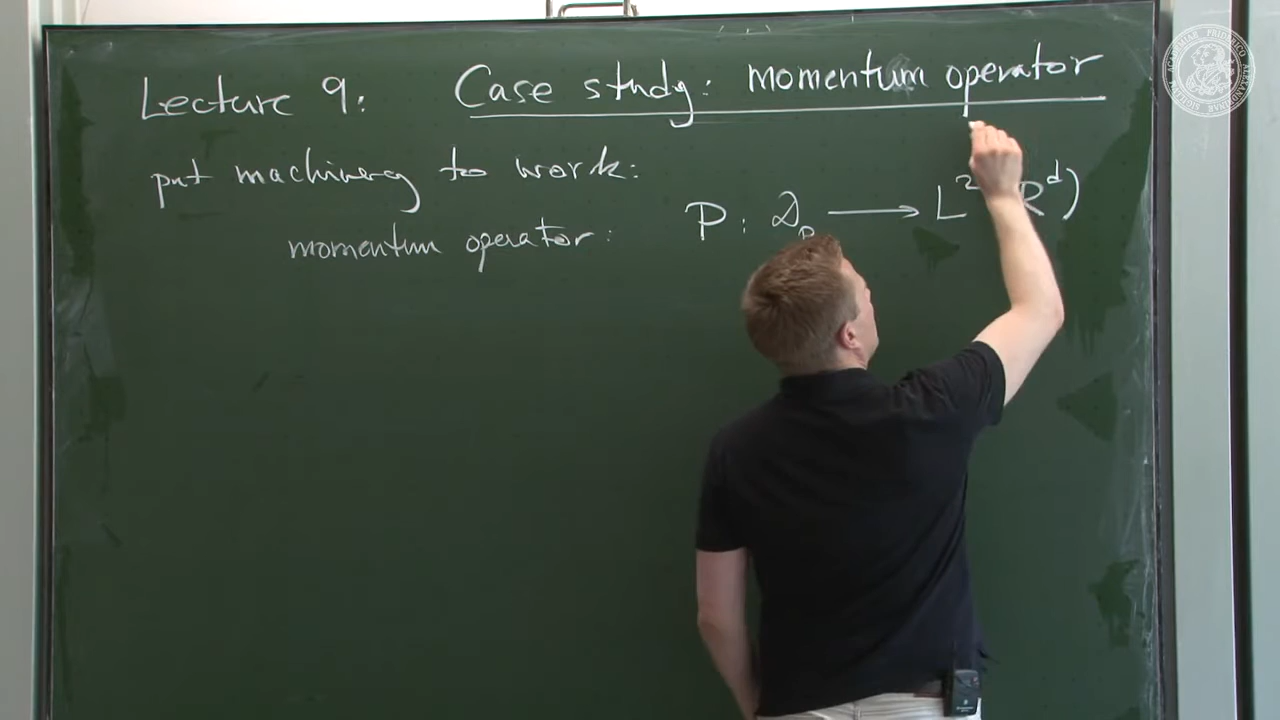 Lecture 9: Case study: momentum operator
put machinery to work:
momentum operator: P: 𝒟_P ⟶ L² R^d)